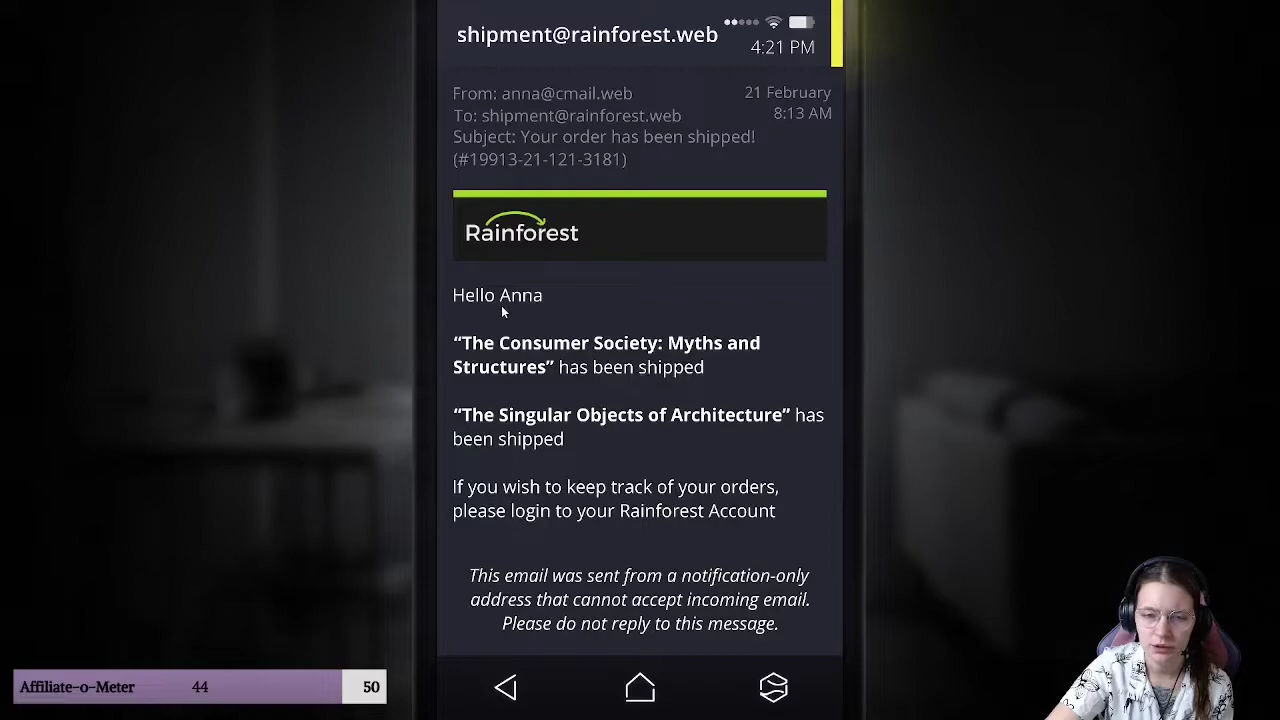 shipment@rainforest.web
4:21 PM
From: anna@cmail.web
21 February
To: shipment@rainforest.web
8:13 AM
Subject: Your order has been shipped!
(#19913-21-121-3181)
Rainforest
Hello Anna
“The Consumer Society: Myths and
Structures” has been shipped
“The Singular Objects of Architecture” has
been shipped
If you wish to keep track of your orders,
please login to your Rainforest Account
This email was sent from a notification-only
address that cannot accept incoming email.
Please do not reply to this message.
Affiliate-o-Meter 44 50